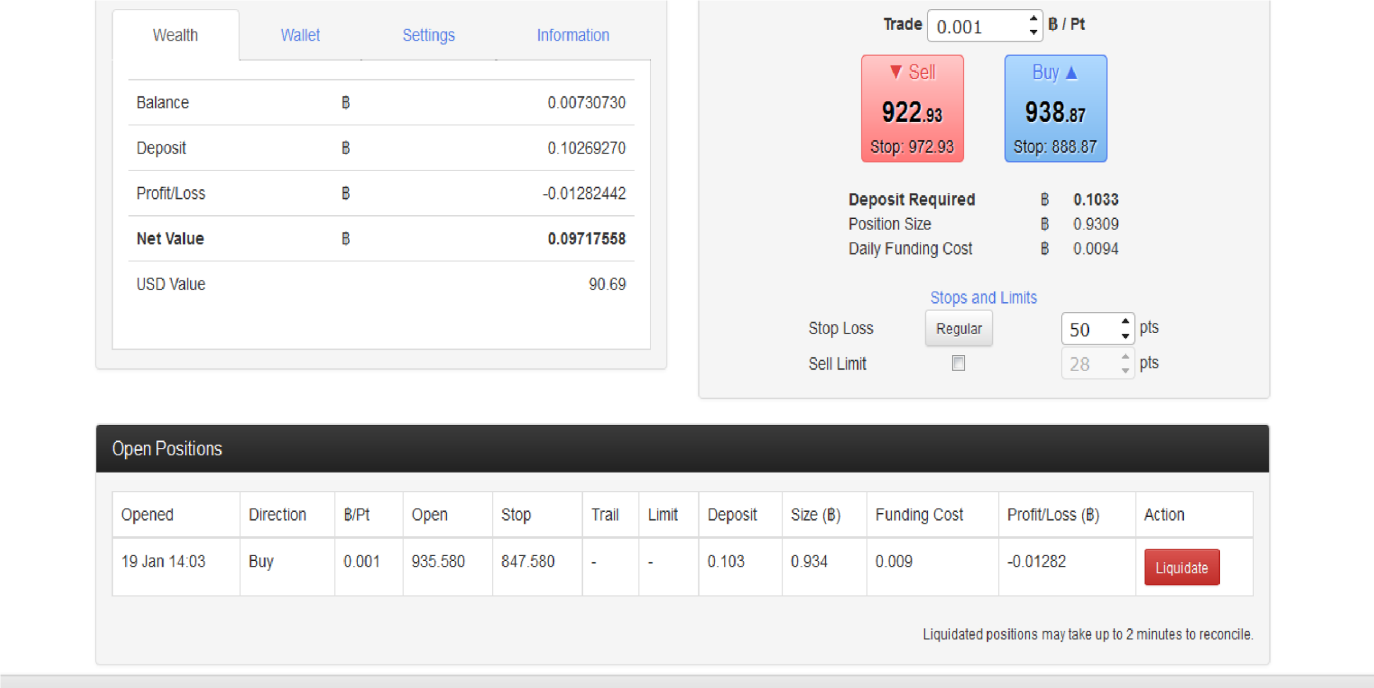 Wealth Wallet Settings Information
Balance ฿ 0.00730730
Deposit ฿ 0.10269270
Profit/Loss ฿ -0.01282442
Net Value ฿ 0.09717558
USD Value 90.69
Trade 0.001 ฿ / Pt
▼ Sell Buy ▲
922.93 938.87
Stop: 972.93 Stop: 888.87
Deposit Required ฿ 0.1033
Position Size ฿ 0.9309
Daily Funding Cost ฿ 0.0094
Stops and Limits
Stop Loss Regular 50 pts
Sell Limit 28 pts
Open Positions
Opened Direction ฿/Pt Open Stop Trail Limit Deposit Size (฿) Funding Cost Profit/Loss (฿) Action
19 Jan 14:03 Buy 0.001 935.580 847.580 - - 0.103 0.934 0.009 -0.01282 Liquidate
Liquidated positions may take up to 2 minutes to reconcile.